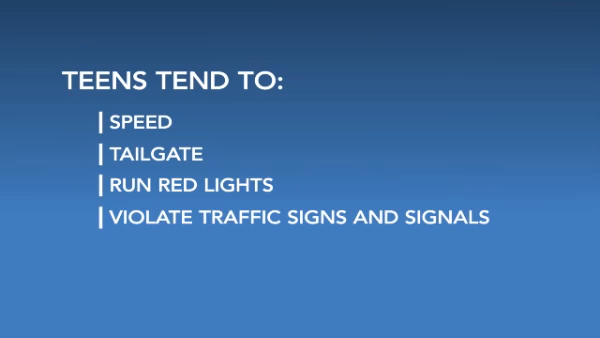 TEENS TEND TO:
SPEED
TAILGATE
RUN RED LIGHTS
VIOLATE TRAFFIC SIGNS AND SIGNALS